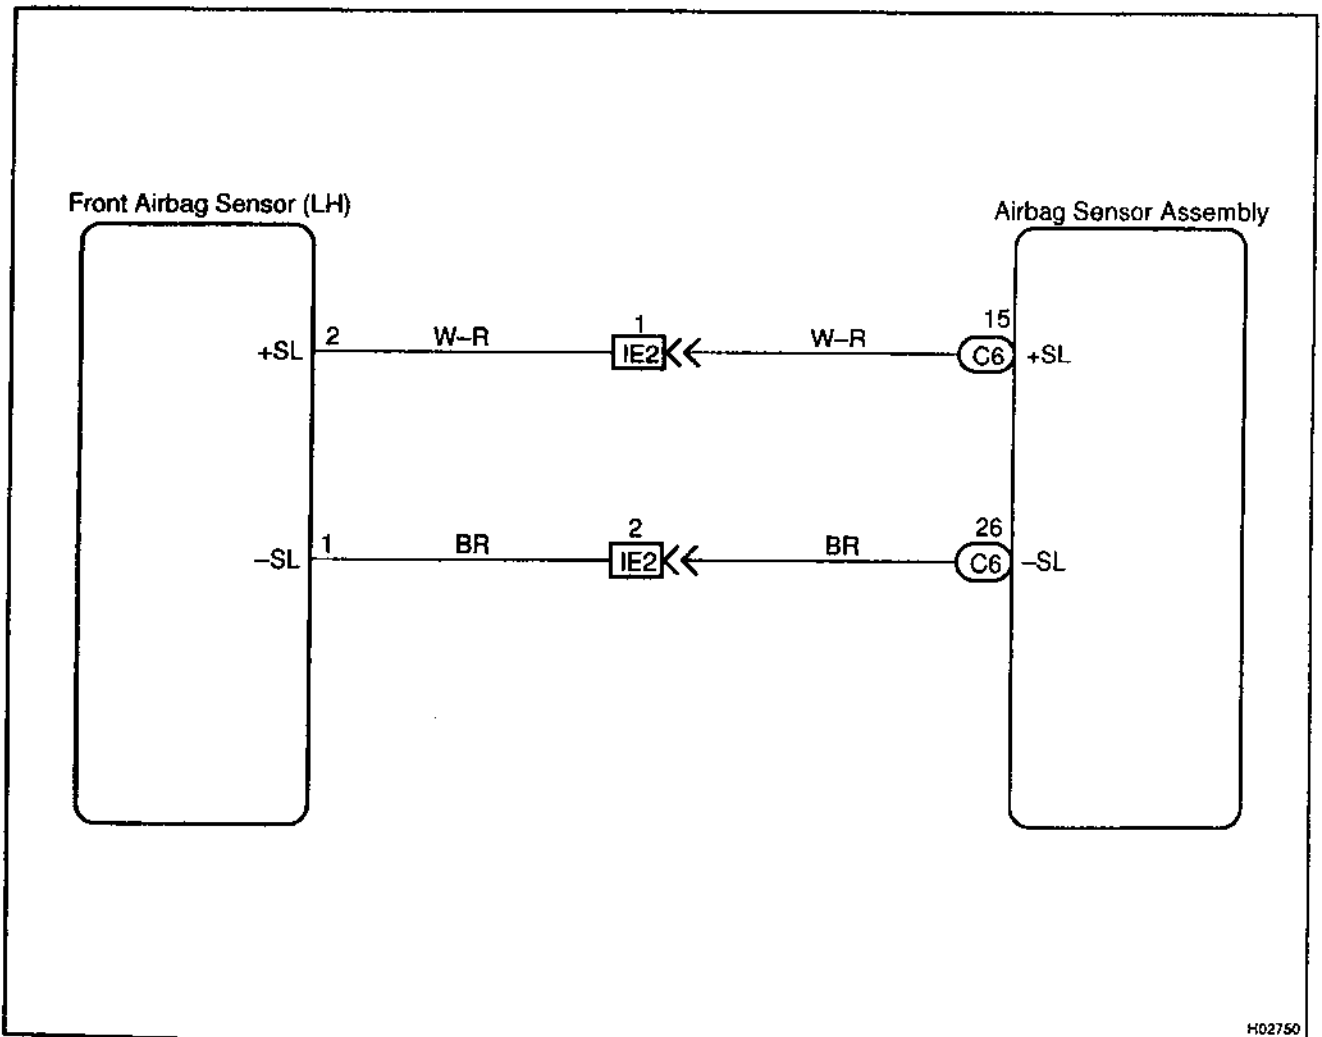 Front Airbag Sensor (LH)
Airbag Sensor Assembly
+SL 2 W–R 1 IE2 W–R 15 C6 +SL
–SL 1 BR 2 IE2 BR 26 C6 –SL
H02750